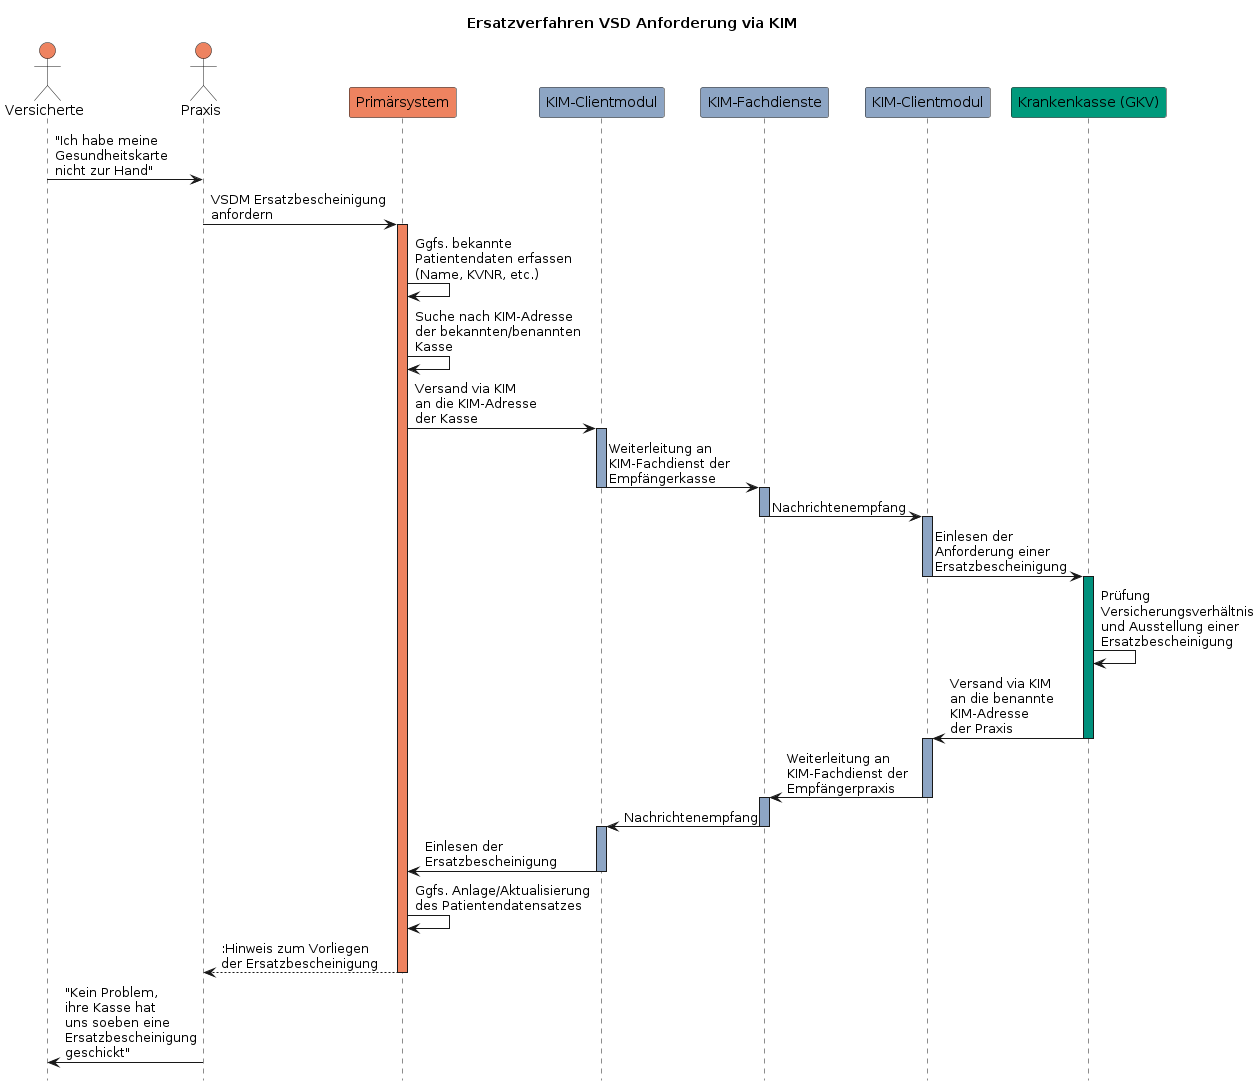 Ersatzverfahren VSD Anforderung via KIM
Versicherte
Praxis
Primärsystem
KIM-Clientmodul
KIM-Fachdienste
KIM-Clientmodul
Krankenkasse (GKV)
"Ich habe meine
Gesundheitskarte
nicht zur Hand"
VSDM Ersatzbescheinigung
anfordern
Ggfs. bekannte
Patientendaten erfassen
(Name, KVNR, etc.)
Suche nach KIM-Adresse
der bekannten/benannten
Kasse
Versand via KIM
an die KIM-Adresse
der Kasse
Weiterleitung an
KIM-Fachdienst der
Empfängerkasse
Nachrichtenempfang
Einlesen der
Anforderung einer
Ersatzbescheinigung
Prüfung
Versicherungsverhältnis
und Ausstellung einer
Ersatzbescheinigung
Versand via KIM
an die benannte
KIM-Adresse
der Praxis
Weiterleitung an
KIM-Fachdienst der
Empfängerpraxis
Nachrichtenempfang
Einlesen der
Ersatzbescheinigung
Ggfs. Anlage/Aktualisierung
des Patientendatensatzes
:Hinweis zum Vorliegen
der Ersatzbescheinigung
"Kein Problem,
ihre Kasse hat
uns soeben eine
Ersatzbescheinigung
geschickt"